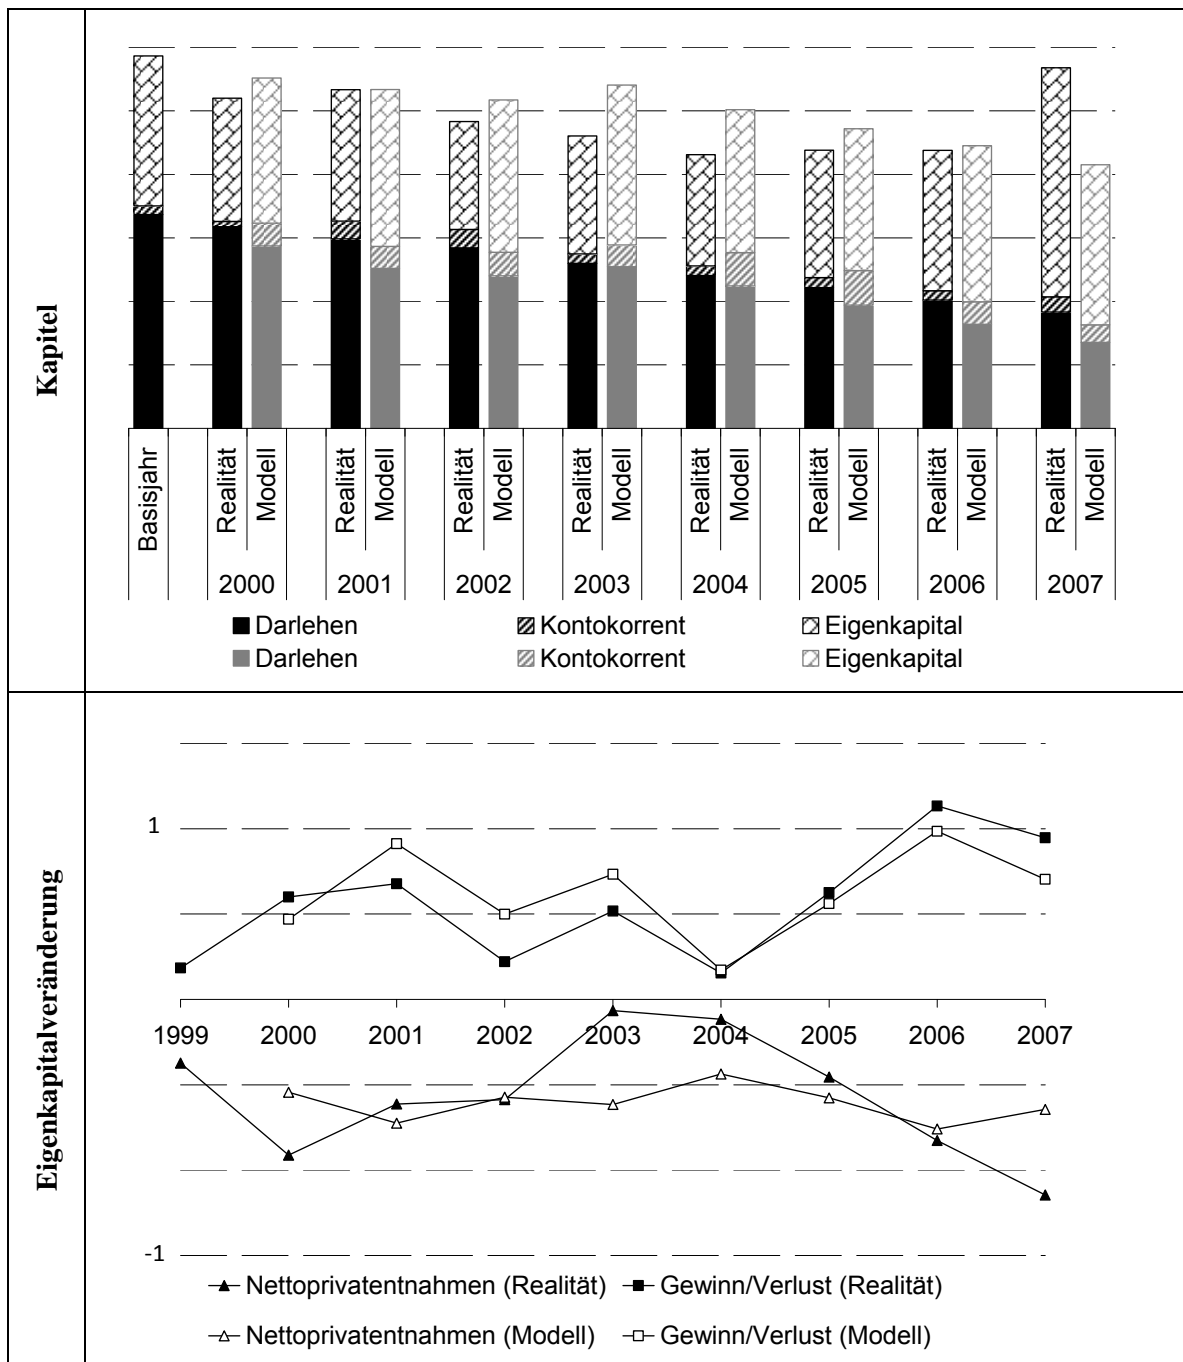 Kapitel
Basisjahr
Realität
Modell
Realität
Modell
Realität
Modell
Realität
Modell
Realität
Modell
Realität
Modell
Realität
Modell
Realität
Modell
2000 2001 2002 2003 2004 2005 2006 2007
Darlehen Kontokorrent Eigenkapital
Darlehen Kontokorrent Eigenkapital
Eigenkapitalveränderung
1
1999 2000 2001 2002 2003 2004 2005 2006 2007
-1
Nettoprivatentnahmen (Realität) Gewinn/Verlust (Realität)
Nettoprivatentnahmen (Modell) Gewinn/Verlust (Modell)